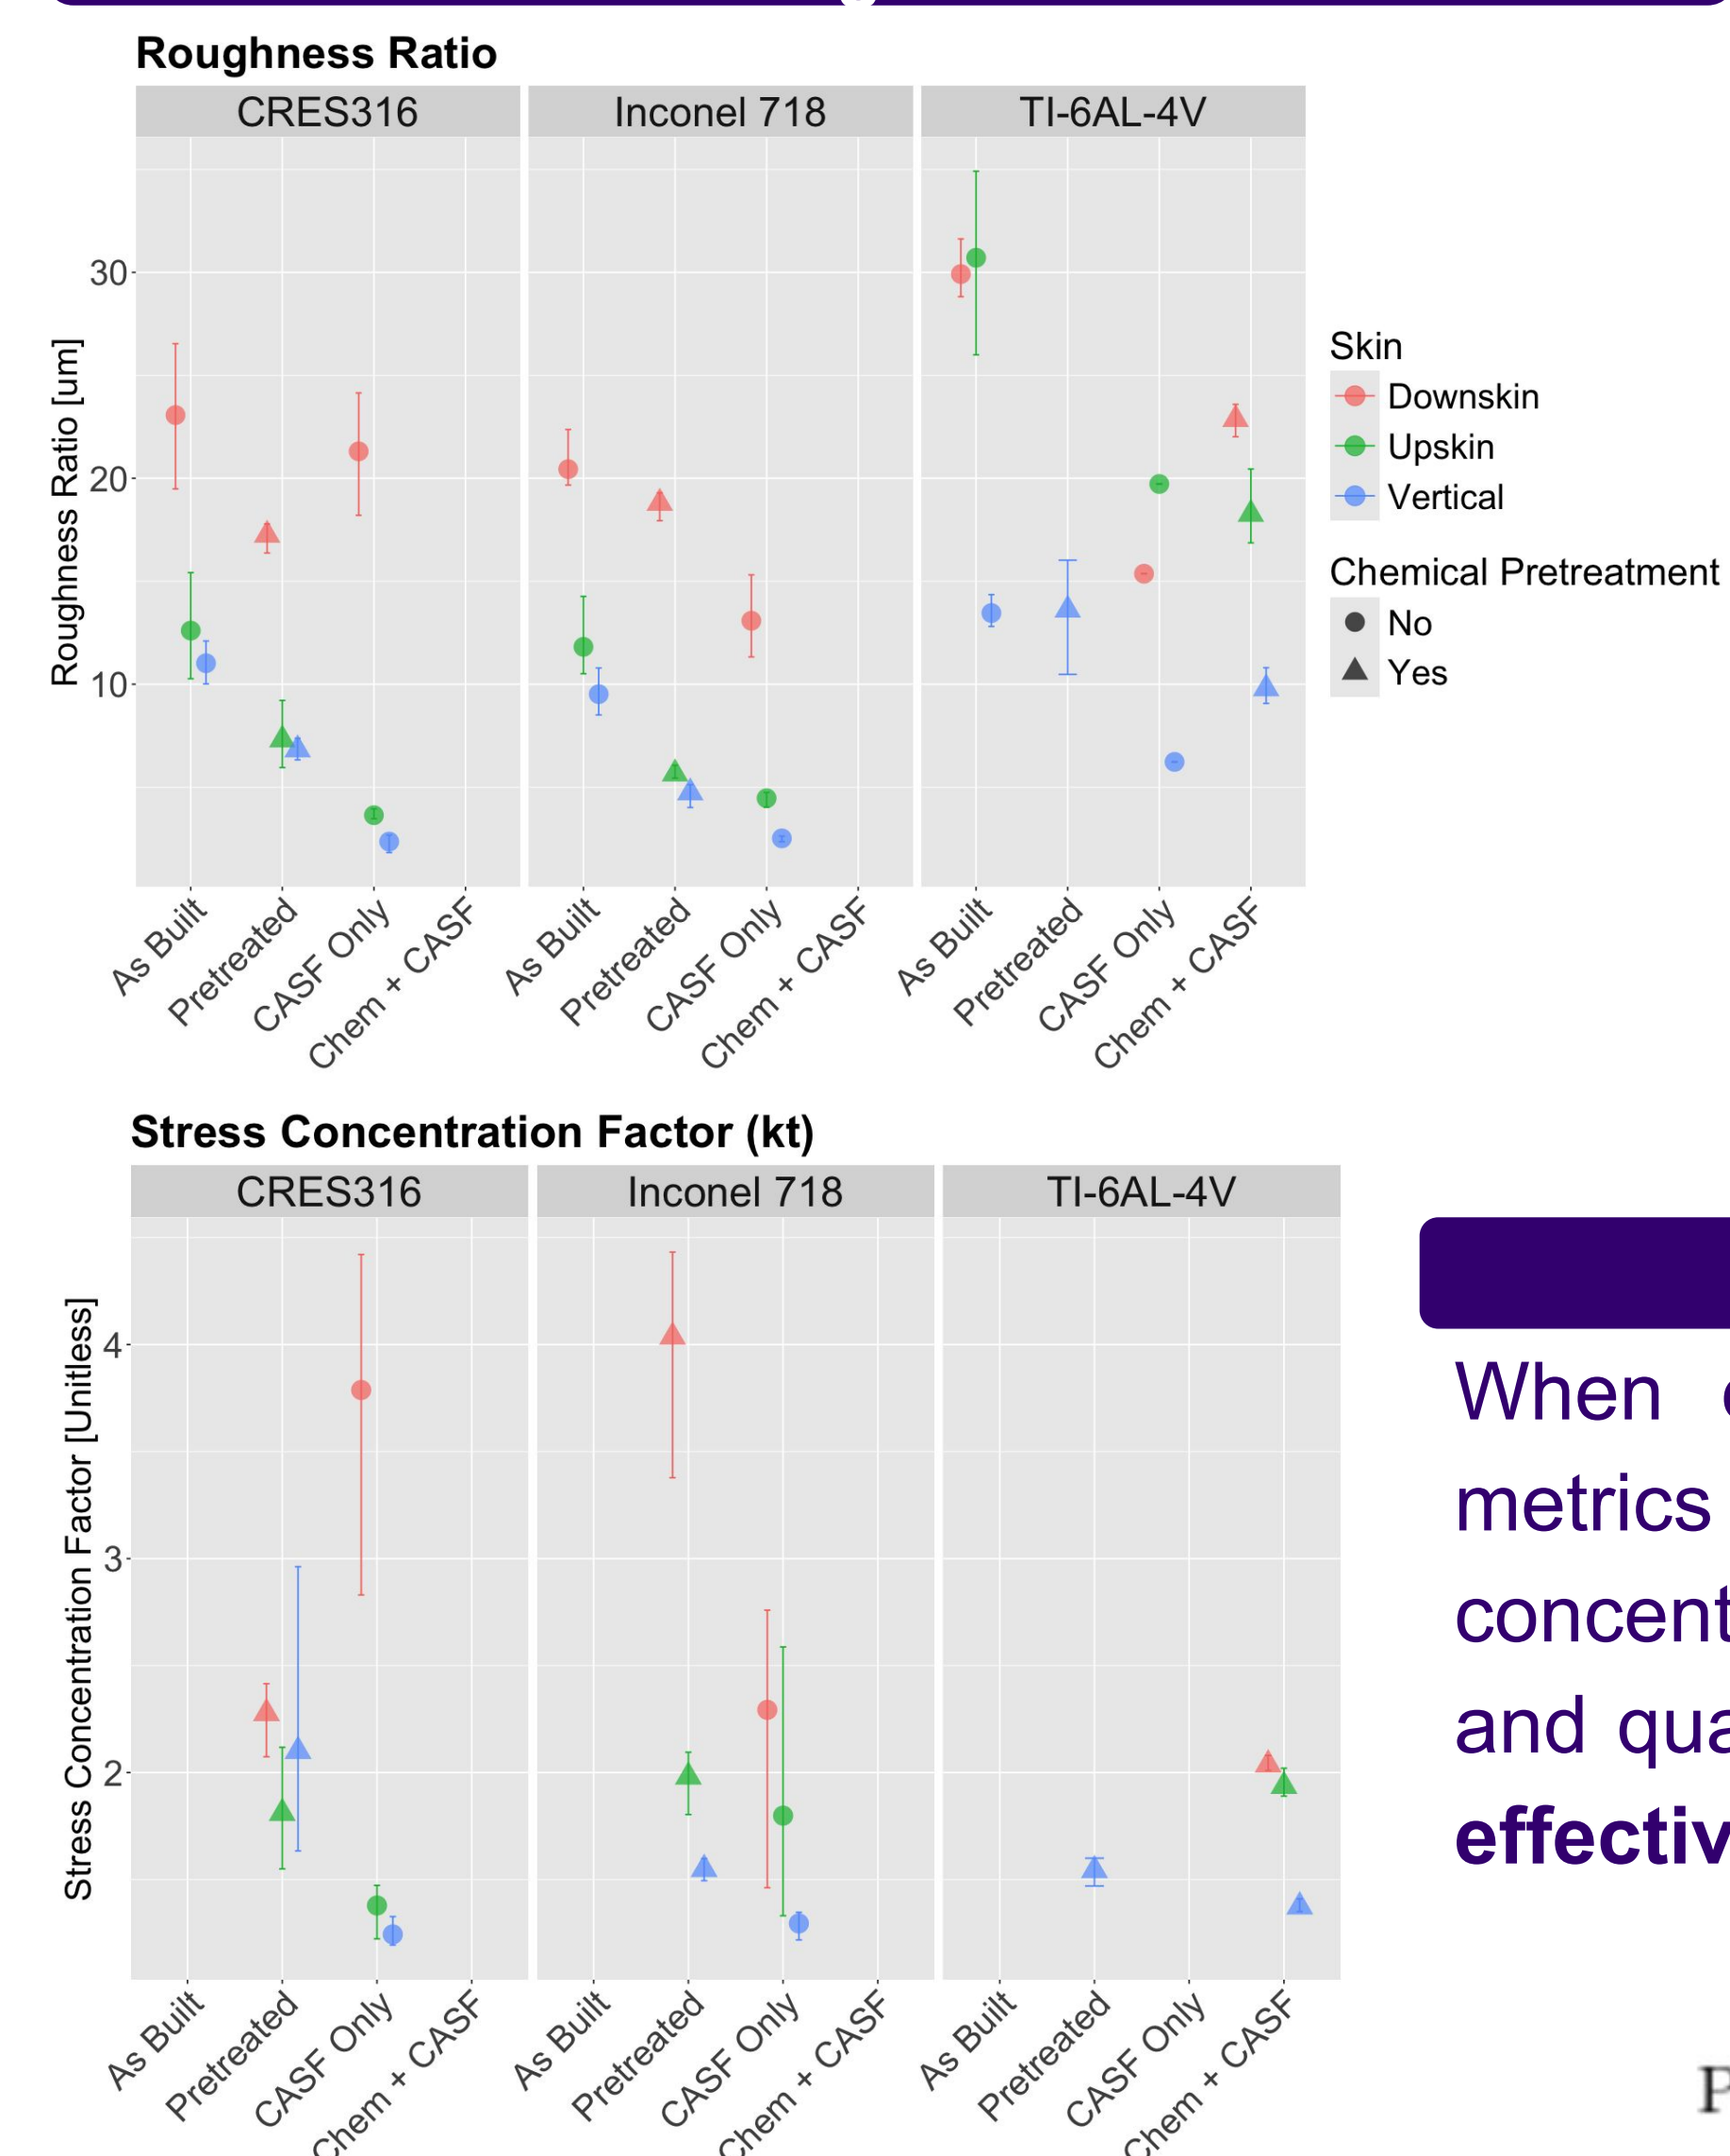 Roughness Ratio
CRES316
Inconel 718
TI-6AL-4V
Roughness Ratio [um]
30
20
10
As Built
Pretreated
CASF Only
Chem + CASF
As Built
Pretreated
CASF Only
Chem + CASF
As Built
Pretreated
CASF Only
Chem + CASF
Skin
Downskin
Upskin
Vertical
Chemical Pretreatment
No
Yes
Stress Concentration Factor (kt)
CRES316
Inconel 718
TI-6AL-4V
Stress Concentration Factor [Unitless]
4
3
2
As Built
Pretreated
CASF Only
Chem + CASF
As Built
Pretreated
CASF Only
Chem + CASF
As Built
Pretreated
CASF Only
Chem + CASF
When
metrics
concent
and qua
effectiv
P